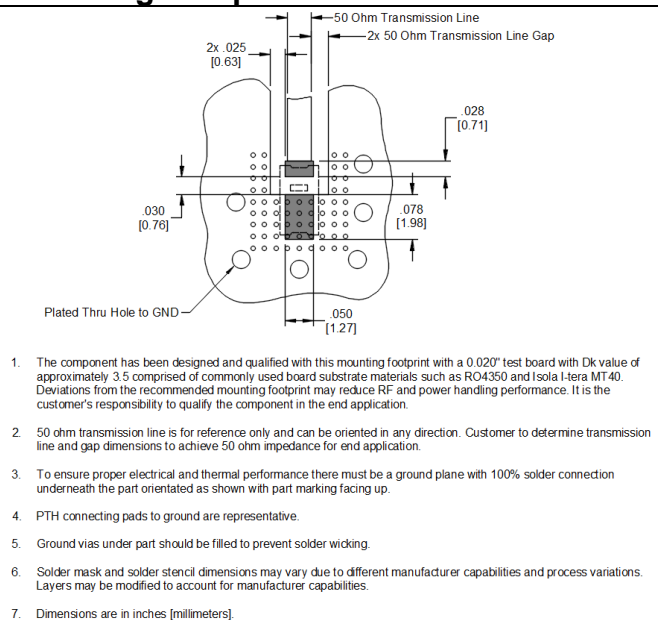 50 Ohm Transmission Line
2x 50 Ohm Transmission Line Gap
2x .025
[0.63]
.028
[0.71]
.030
[0.76]
.078
[1.98]
Plated Thru Hole to GND
.050
[1.27]
1. The component has been designed and qualified with this mounting footprint with a 0.020" test board with Dk value of
approximately 3.5 comprised of commonly used board substrate materials such as RO4350 and Isola I-tera MT40.
Deviations from the recommended mounting footprint may reduce RF and power handling performance. It is the
customer's responsibility to qualify the component in the end application.
2. 50 ohm transmission line is for reference only and can be oriented in any direction. Customer to determine transmission
line and gap dimensions to achieve 50 ohm impedance for end application.
3. To ensure proper electrical and thermal performance there must be a ground plane with 100% solder connection
underneath the part orientated as shown with part marking facing up.
4. PTH connecting pads to ground are representative.
5. Ground vias under part should be filled to prevent solder wicking.
6. Solder mask and solder stencil dimensions may vary due to different manufacturer capabilities and process variations.
Layers may be modified to account for manufacturer capabilities.
7. Dimensions are in inches [millimeters].